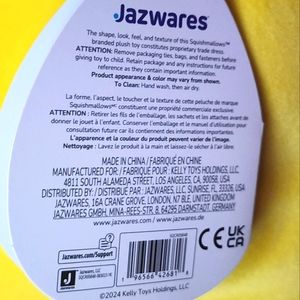 Jazwares®
The shape, look, feel, and texture of this Squishmallows™
branded plush toy constitutes proprietary trade dress.
ATTENTION: Remove packaging ties, bags, and fasteners before
giving toy to child. Retain package and any instructions for future
reference as they contain important information.
Product appearance & color may vary from image.
To Clean: Hand wash, then air dry.
La forme, l'aspect, le toucher et la texture de cette peluche de marque
Squishmallows™ constituent une propriété commerciale exclusive.
ATTENTION : Retirer les fils de l'emballage, les sachets et les attaches avant de
donner le jouet à l'enfant. Conservez l'emballage et le manuel d'utilisation pour
toute consultation future car ils contiennent des informations importantes.
L'apparence et la couleur du produit peuvent varier de l'image.
Nettoyage : Lavez le produit à la main et laissez-le sécher à l'air.
MADE IN CHINA / FABRIQUÉ EN CHINE
MANUFACTURED FOR: / FABRIQUÉ POUR: KELLY TOYS HOLDINGS, LLC,
4811 SOUTH ALAMEDA STREET, LOS ANGELES, CA, 90058, USA
DISTRIBUTED BY: / DISTRIBUÉ PAR: JAZWARES, LLC, SUNRISE, FL, 33326, USA
JAZWARES, 16A CRANE GROVE, LONDON, N7 8LE, UNITED KINGDOM
JAZWARES GMBH, MINA-REES-STR. 8, 64295 DARMSTADT, GERMANY
Jazwares.com/Support
Jazwares, LLC
Jazwares.com
1 96566 42681 8
CE UK
CA
©2024 Kelly Toys Holdings, LLC